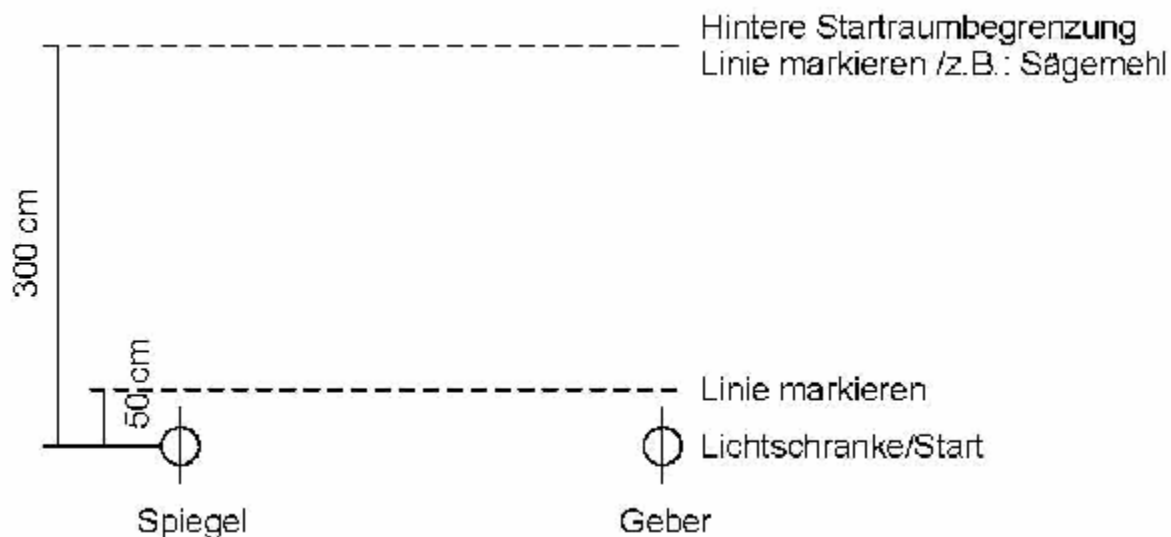 Hintere Startraumbegrenzung
Linie markieren /z.B.: Sägemehl
300 cm
50 cm
Linie markieren
Lichtschranke/Start
Spiegel
Geber